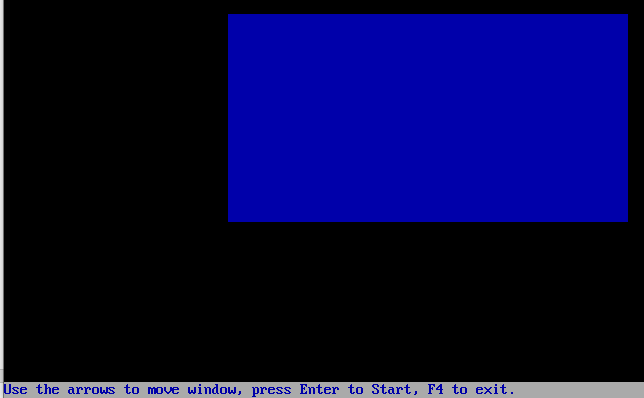 Use the arrows to move window, press Enter to Start, F4 to exit.